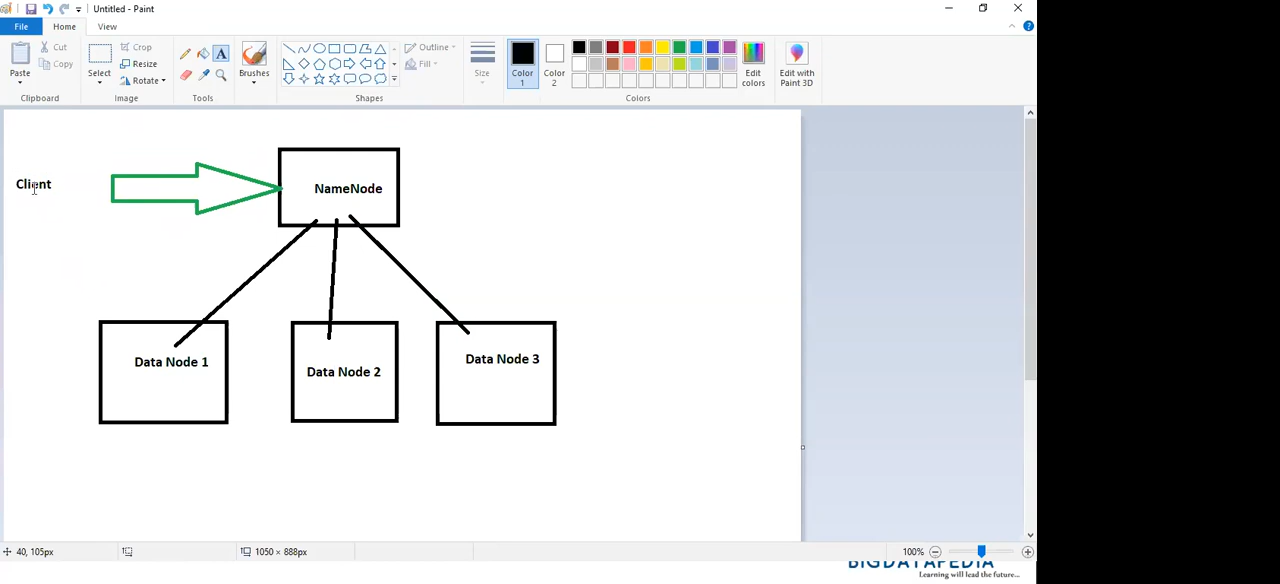 Untitled - Paint
File Home View
Paste
Cut
Copy
Clipboard
Select
Crop
Resize
Rotate
Image
A
Tools
Brushes
Outline
Fill
Shapes
Size
Color 1
Color 2
Edit colors
Colors
Edit with Paint 3D
Client
NameNode
Data Node 1
Data Node 2
Data Node 3
40, 105px
1050 × 888px
100%
BIGDATAPEDIA
Learning will lead the future...